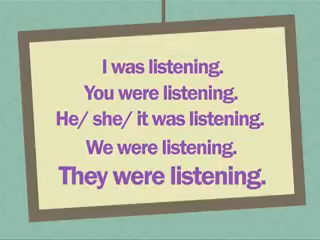 I was listening.
You were listening.
He/ she/ it was listening.
We were listening.
They were listening.